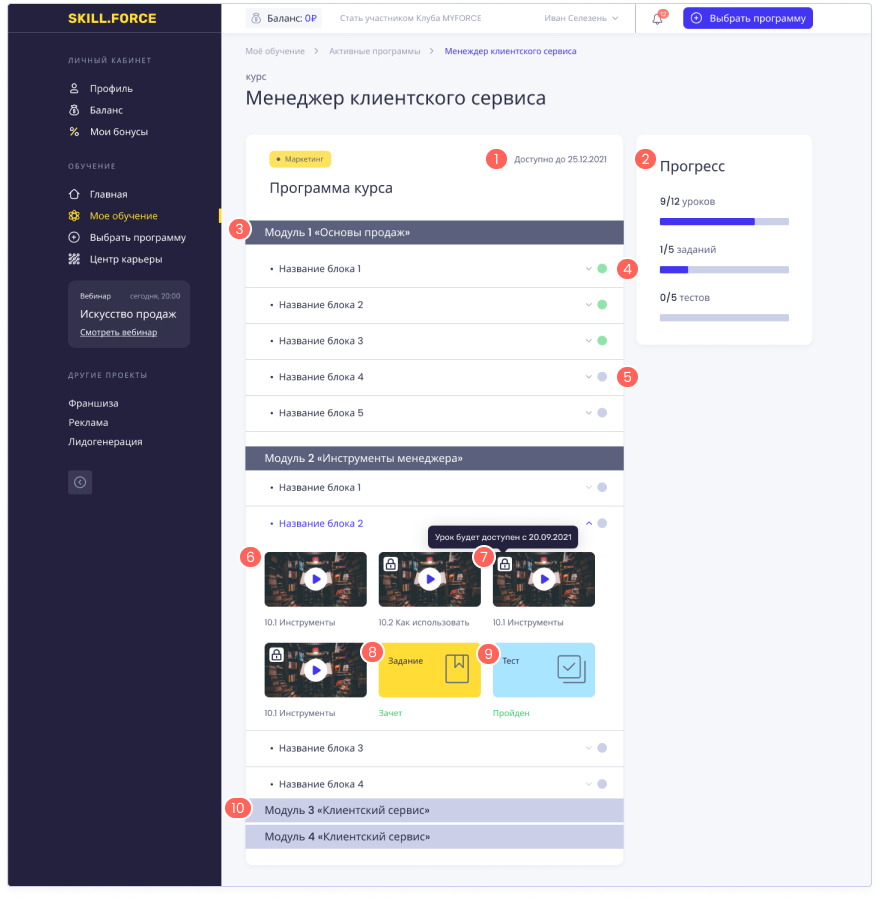 SKILL.FORCE
Баланс: 0₽
Стать участником Клуба MYFORCE
Иван Селезень
12
Выбрать программу
ЛИЧНЫЙ КАБИНЕТ
Профиль
Баланс
Мои бонусы
ОБУЧЕНИЕ
Главная
Мое обучение
Выбрать программу
Центр карьеры
Вебинар
сегодня, 20:00
Искусство продаж
Смотреть вебинар
ДРУГИЕ ПРОЕКТЫ
Франшиза
Реклама
Лидогенерация
Моё обучение > Активные программы > Менеждер клиентского сервиса
курс
Менеджер клиентского сервиса
• Маркетинг
1
Доступно до 25.12.2021
Программа курса
3
Модуль 1 «Основы продаж»
• Название блока 1
4
• Название блока 2
• Название блока 3
• Название блока 4
5
• Название блока 5
Модуль 2 «Инструменты менеджера»
• Название блока 1
• Название блока 2
Урок будет доступен с 20.09.2021
6
7
10.1 Инструменты
10.2 Как использовать
10.1 Инструменты
8
Задание
9
Тест
10.1 Инструменты
Зачет
Пройден
• Название блока 3
• Название блока 4
10
Модуль 3 «Клиентский сервис»
Модуль 4 «Клиентский сервис»
2
Прогресс
9/12 уроков
1/5 заданий
0/5 тестов